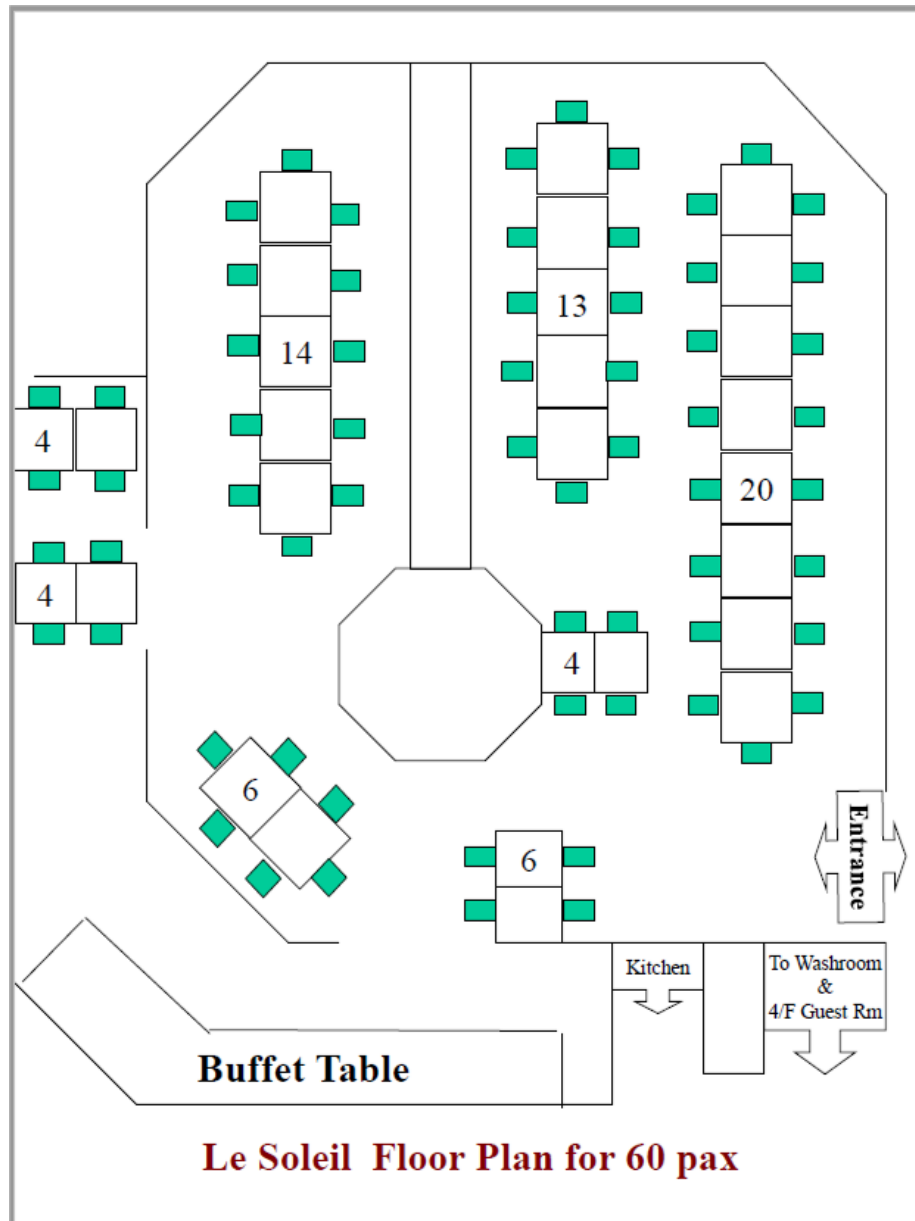 13
14
4
20
4
4
6
6
Entrance
Kitchen
To Washroom
&
4/F Guest Rm
Buffet Table
Le Soleil Floor Plan for 60 pax